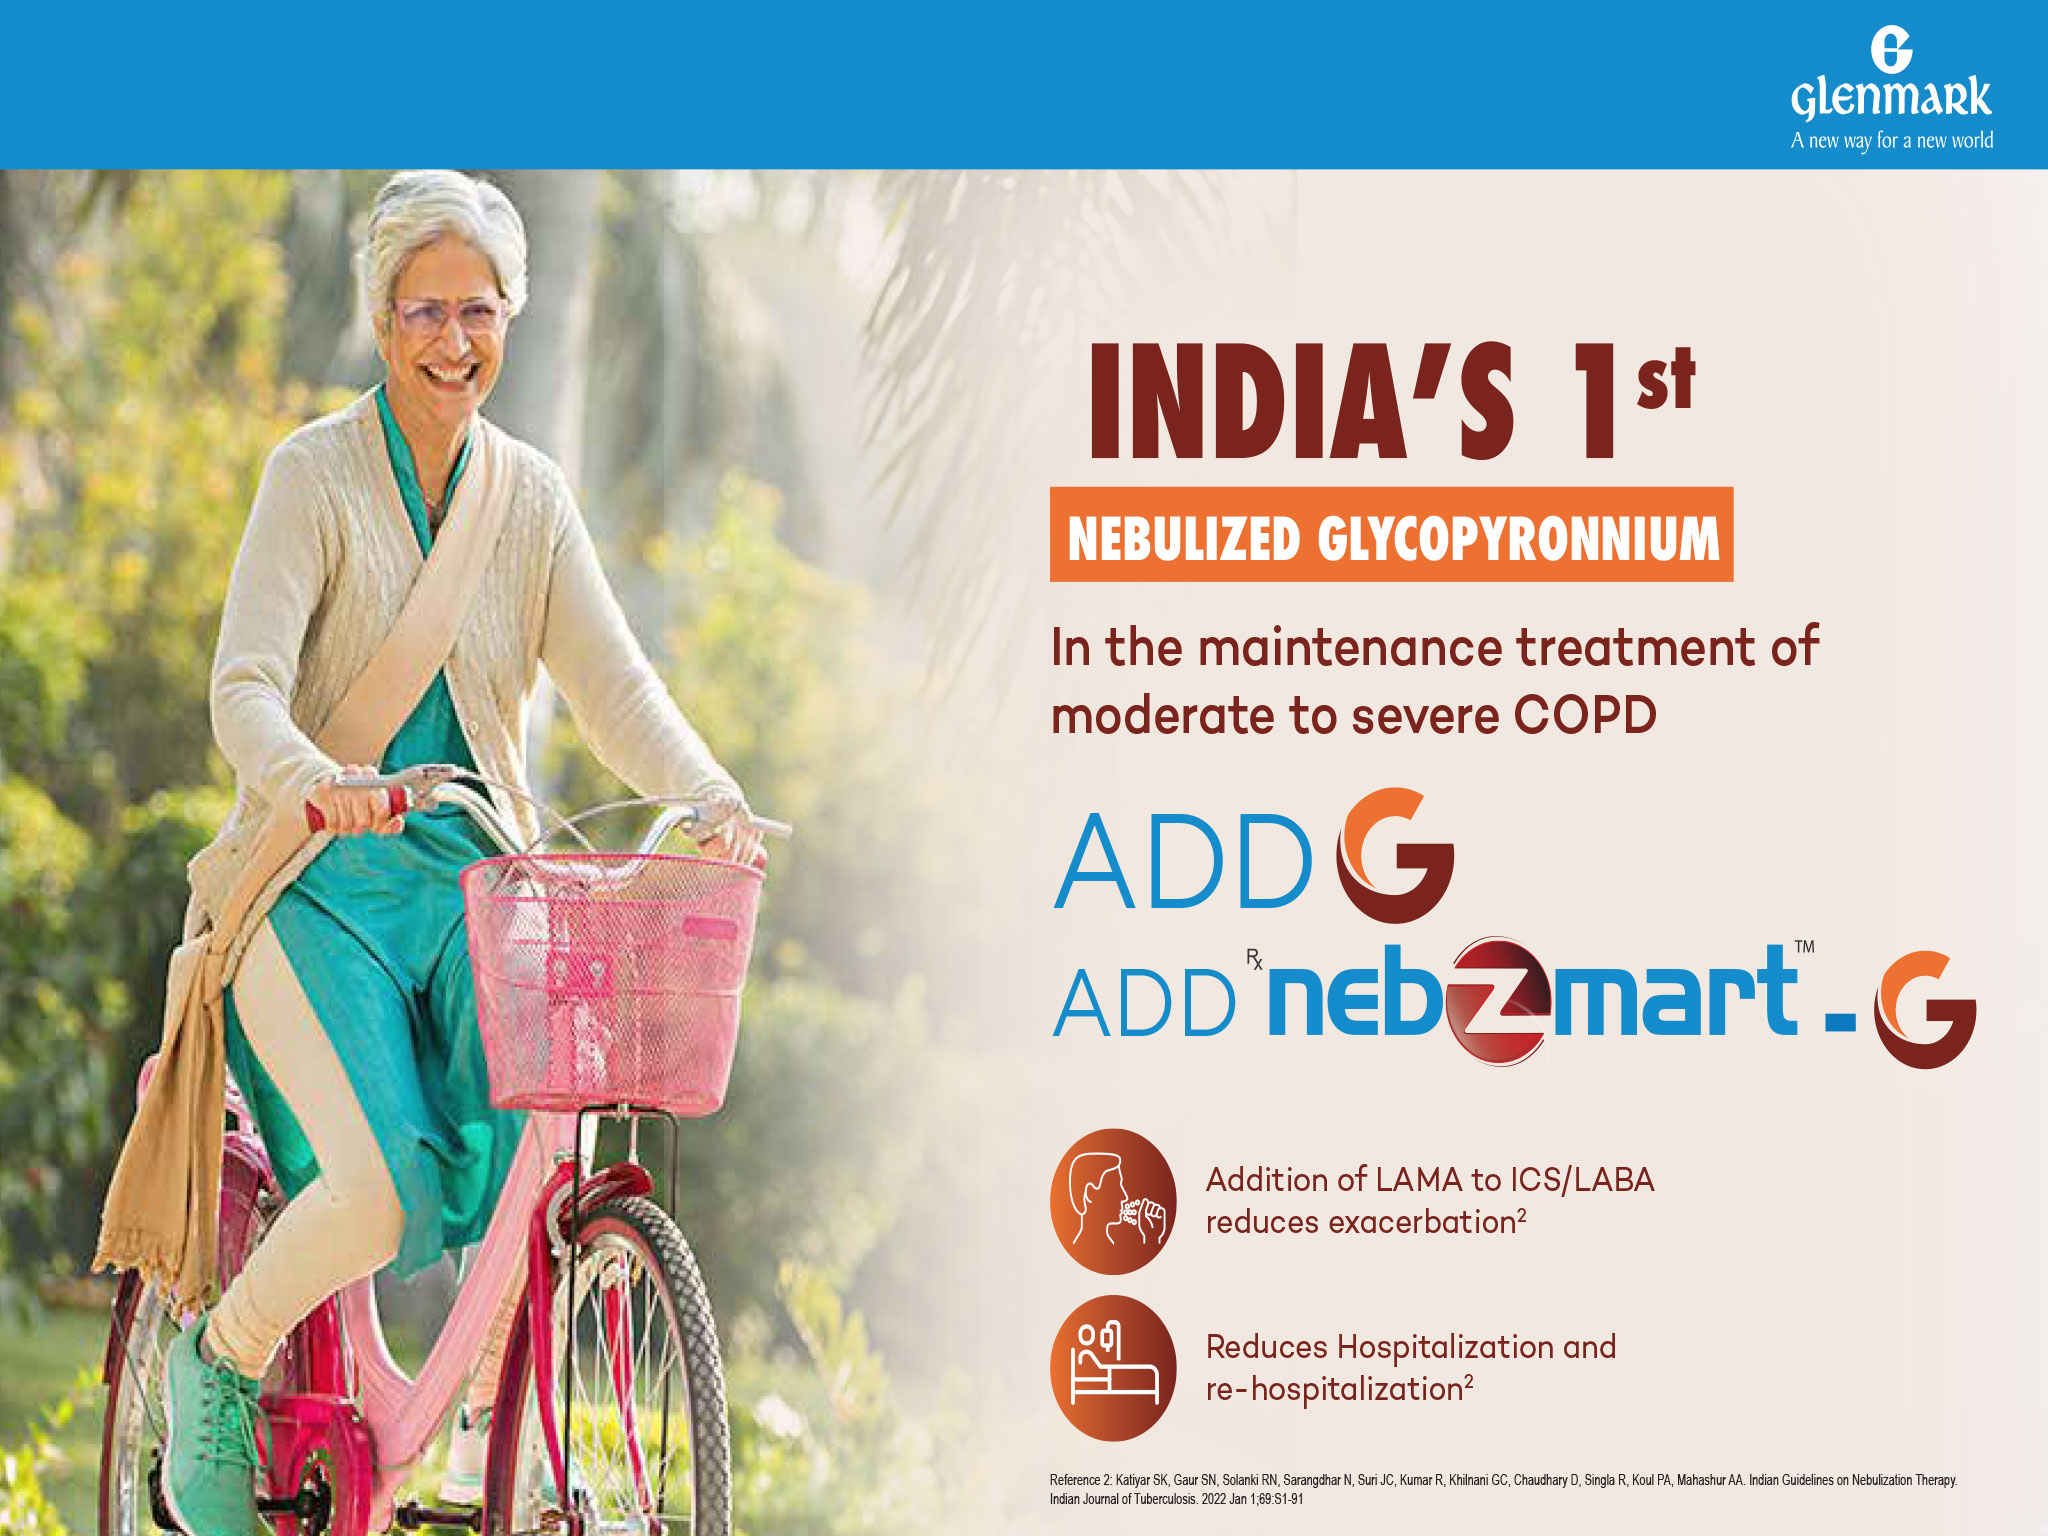 glenmark
A new way for a new world
INDIA'S 1st
NEBULIZED GLYCOPYRONNIUM
In the maintenance treatment of
moderate to severe COPD
ADD G
ADD Rx nebzmart™-G
Addition of LAMA to ICS/LABA
reduces exacerbation²
Reduces Hospitalization and
re-hospitalization²
Reference 2: Katiyar SK, Gaur SN, Solanki RN, Sarangdhar N, Suri JC, Kumar R, Khilnani GC, Chaudhary D, Singla R, Koul PA, Mahashur AA. Indian Guidelines on Nebulization Therapy.
Indian Journal of Tuberculosis. 2022 Jan 1;69:S1-91